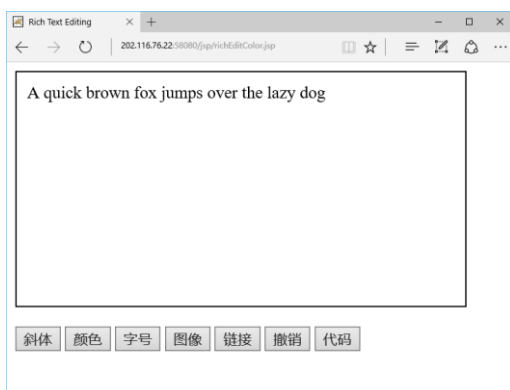 Rich Text Editing
202.116.76.22:58080/jsp/richEditColor.jsp
A quick brown fox jumps over the lazy dog
斜体 颜色 字号 图像 链接 撤销 代码